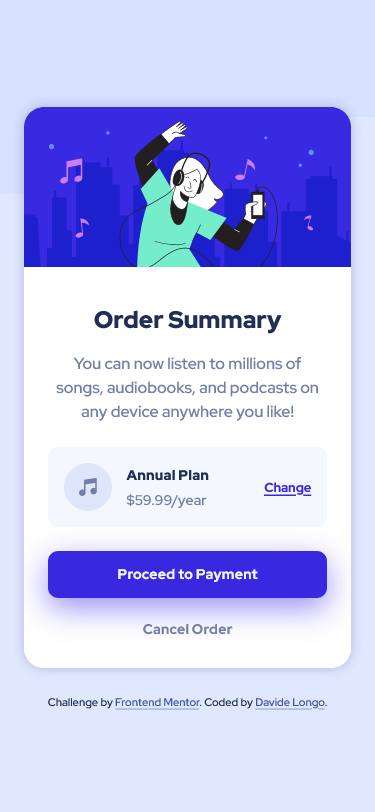 Order Summary
You can now listen to millions of
songs, audiobooks, and podcasts on
any device anywhere you like!
Annual Plan
$59.99/year
Change
Proceed to Payment
Cancel Order
Challenge by Frontend Mentor. Coded by Davide Longo.